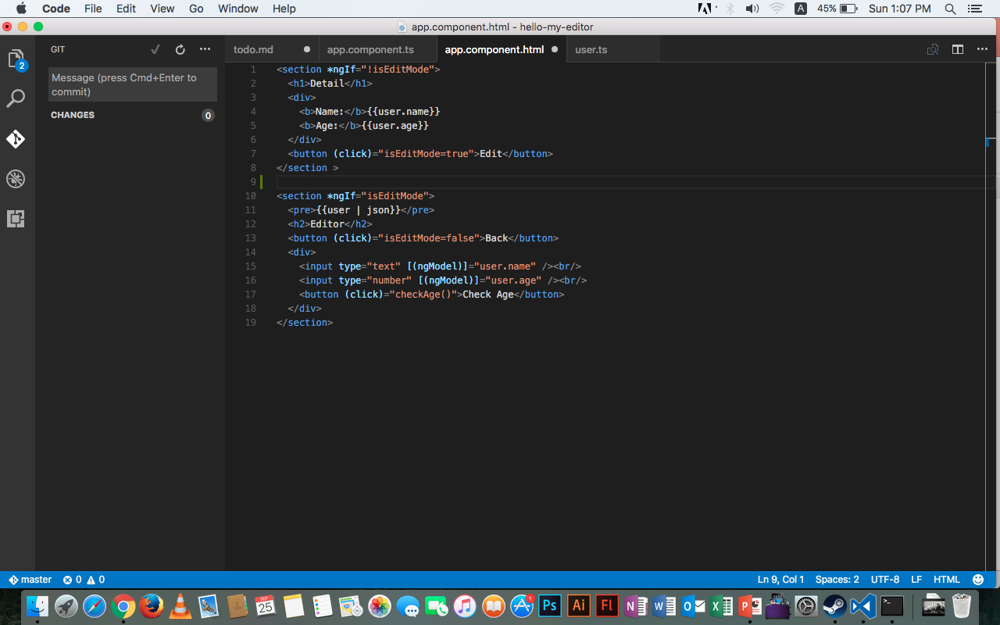 Code File Edit View Go Window Help
A 45% Sun 1:07 PM
app.component.html - hello-my-editor
GIT
todo.md app.component.ts app.component.html user.ts
2
Message (press Cmd+Enter to
commit)
CHANGES 0
1 <section *ngIf="!isEditMode">
2 <h1>Detail</h1>
3 <div>
4 <b>Name:</b>{{user.name}}
5 <b>Age:</b>{{user.age}}
6 </div>
7 <button (click)="isEditMode=true">Edit</button>
8 </section >
9
10 <section *ngIf="isEditMode">
11 <pre>{{user | json}}</pre>
12 <h2>Editor</h2>
13 <button (click)="isEditMode=false">Back</button>
14 <div>
15 <input type="text" [(ngModel)]="user.name" /><br/>
16 <input type="number" [(ngModel)]="user.age" /><br/>
17 <button (click)="checkAge()">Check Age</button>
18 </div>
19 </section>
master 0 0 Ln 9, Col 1 Spaces: 2 UTF-8 LF HTML
SEP
25
1
Ps Ai Fl N W O X P